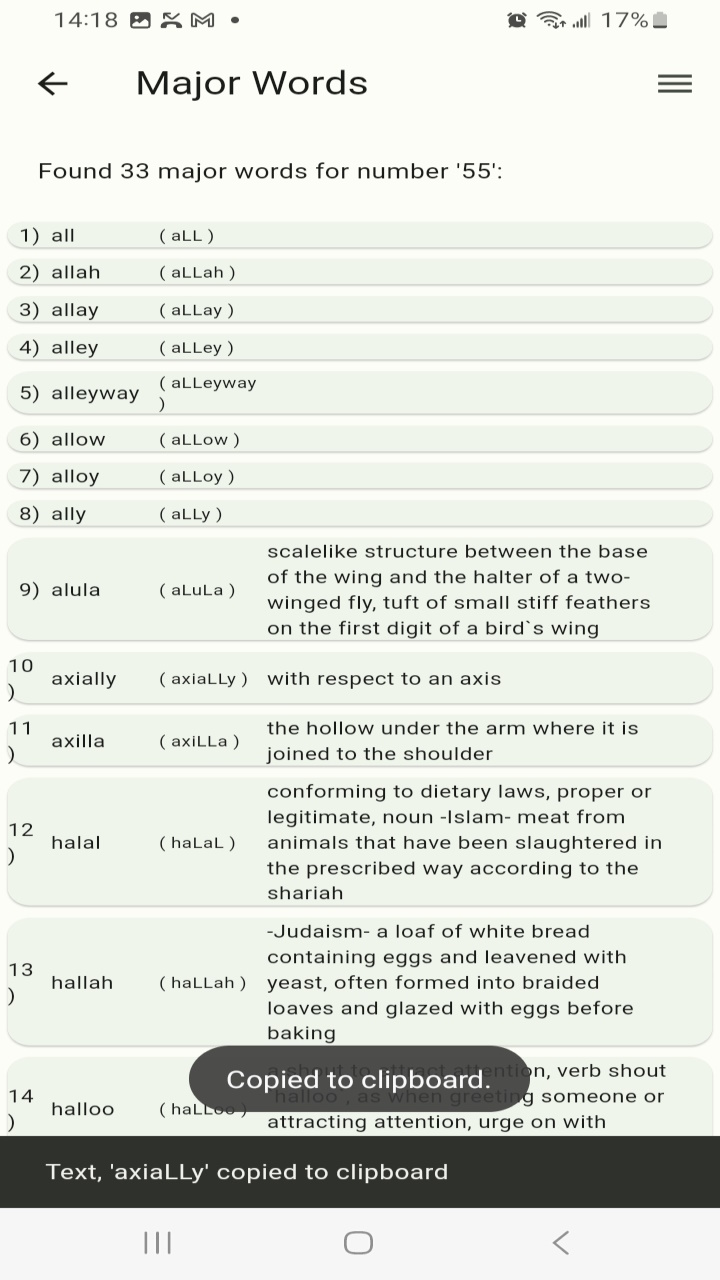 14:18 17%
Major Words
Found 33 major words for number '55':
1) all ( aLL )
2) allah ( aLLah )
3) allay ( aLLay )
4) alley ( aLLey )
5) alleyway ( aLLeyway
)
6) allow ( aLLow )
7) alloy ( aLLoy )
8) ally ( aLLy )
scalelike structure between the base
of the wing and the halter of a two-
9) alula ( aLuLa )
winged fly, tuft of small stiff feathers
on the first digit of a bird`s wing
10
) axially ( axiaLLy ) with respect to an axis
11
) axilla ( axiLLa ) the hollow under the arm where it is
joined to the shoulder
conforming to dietary laws, proper or
legitimate, noun -Islam- meat from
12
) halal ( haLaL ) animals that have been slaughtered in
the prescribed way according to the
shariah
-Judaism- a loaf of white bread
containing eggs and leavened with
13
) hallah ( haLLah ) yeast, often formed into braided
loaves and glazed with eggs before
baking
a shout to attract attention, verb shout
14
) halloo ( haLLoo ) `halloo`, as when greeting someone or
attracting attention, urge on with
Copied to clipboard.
Text, 'axiaLLy' copied to clipboard